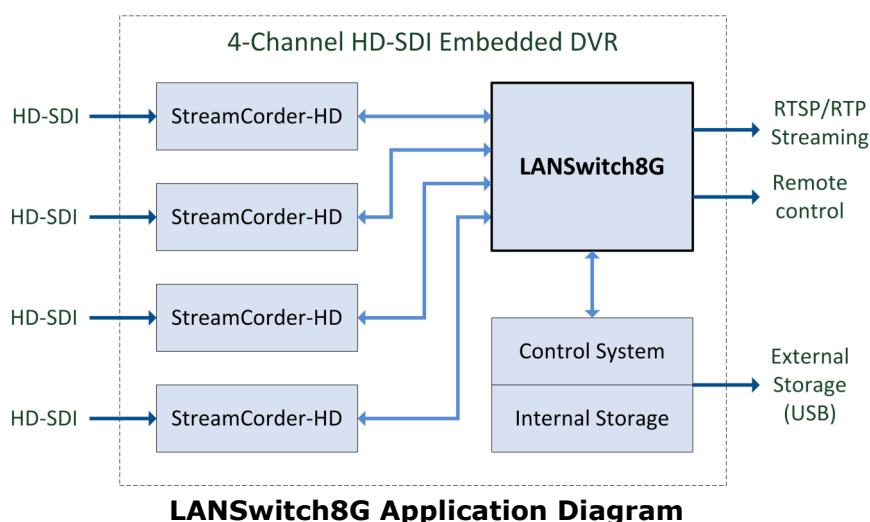 4-Channel HD-SDI Embedded DVR
HD-SDI
StreamCorder-HD
LANSwitch8G
RTSP/RTP
Streaming
HD-SDI
StreamCorder-HD
Remote
control
HD-SDI
StreamCorder-HD
Control System
Internal Storage
External
Storage
(USB)
HD-SDI
StreamCorder-HD
LANSwitch8G Application Diagram